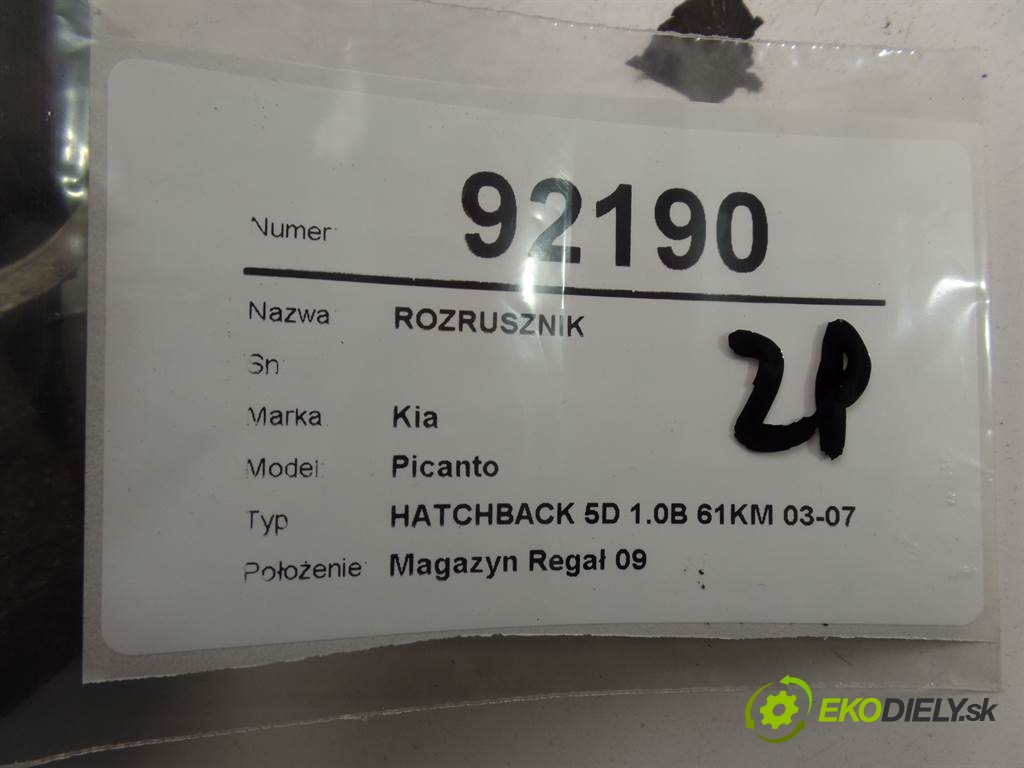 Numer 92190
Nazwa ROZRUSZNIK
Sn
Marka Kia
Model Picanto
Typ HATCHBACK 5D 1.0B 61KM 03-07
Położenie Magazyn Regał 09
ZP
EKODIELY.sk